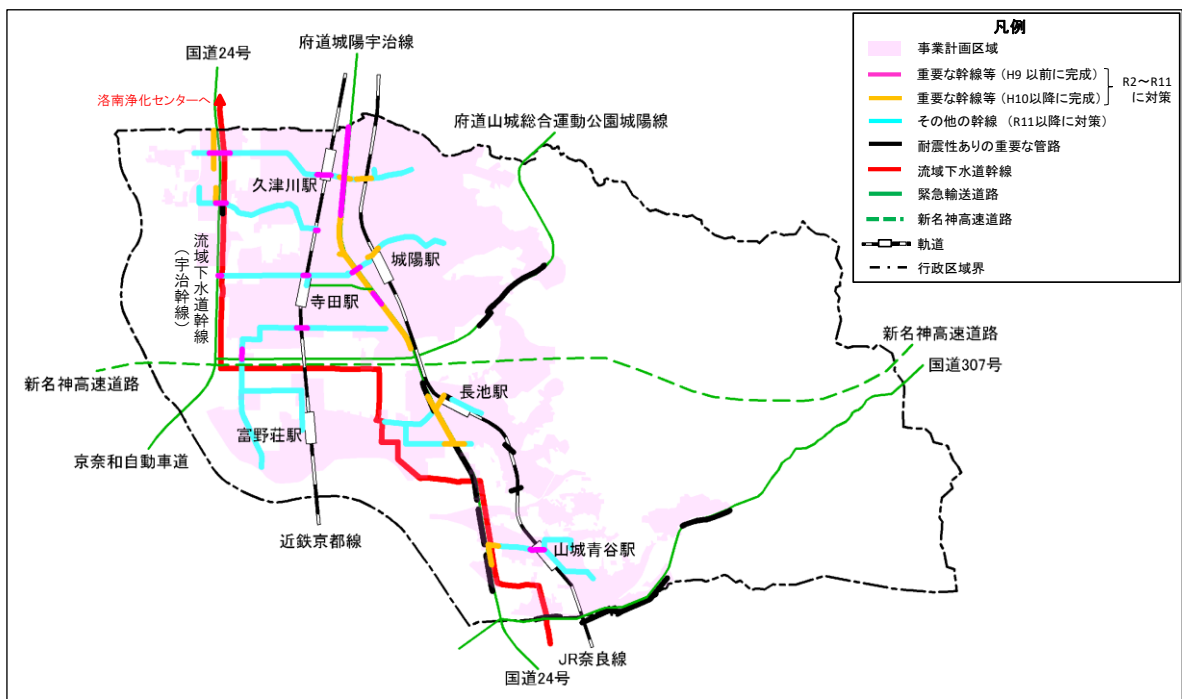 国道24号
府道城陽宇治線
洛南浄化センターへ
府道山城総合運動公園城陽線
久津川駅
城陽駅
流域下水道幹線
（宇治幹線）
寺田駅
新名神高速道路
国道307号
新名神高速道路
長池駅
富野荘駅
京奈和自動車道
近鉄京都線
山城青谷駅
JR奈良線
国道24号
凡例
事業計画区域
重要な幹線等（H9 以前に完成）
重要な幹線等（H10以降に完成）
R2～R11
に対策
その他の幹線 （R11以降に対策）
耐震性ありの重要な管路
流域下水道幹線
緊急輸送道路
新名神高速道路
軌道
行政区域界